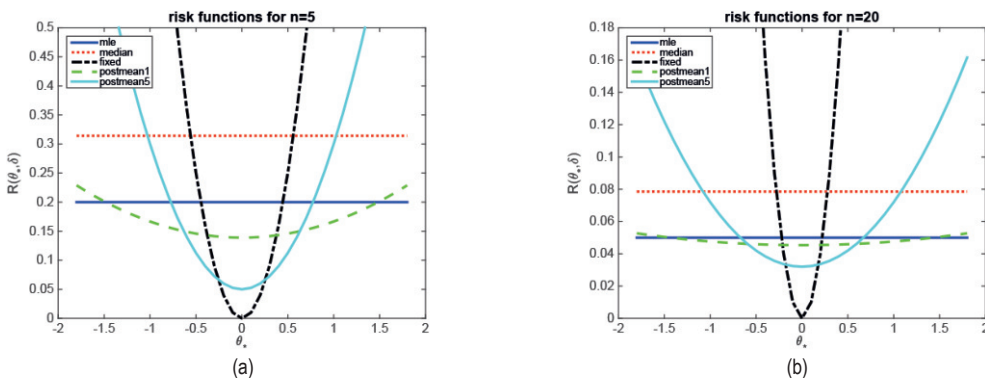 risk functions for n=5
0.5
0.45
0.4
0.35
0.3
0.25
0.2
0.15
0.1
0.05
0
mle
median
fixed
postmean1
postmean5
R(θ*,δ)
-2 -1.5 -1 -0.5 0 0.5 1 1.5 2
θ*
(a)
risk functions for n=20
0.18
0.16
0.14
0.12
0.1
0.08
0.06
0.04
0.02
0
mle
median
fixed
postmean1
postmean5
R(θ*,δ)
-2 -1.5 -1 -0.5 0 0.5 1 1.5 2
θ*
(b)